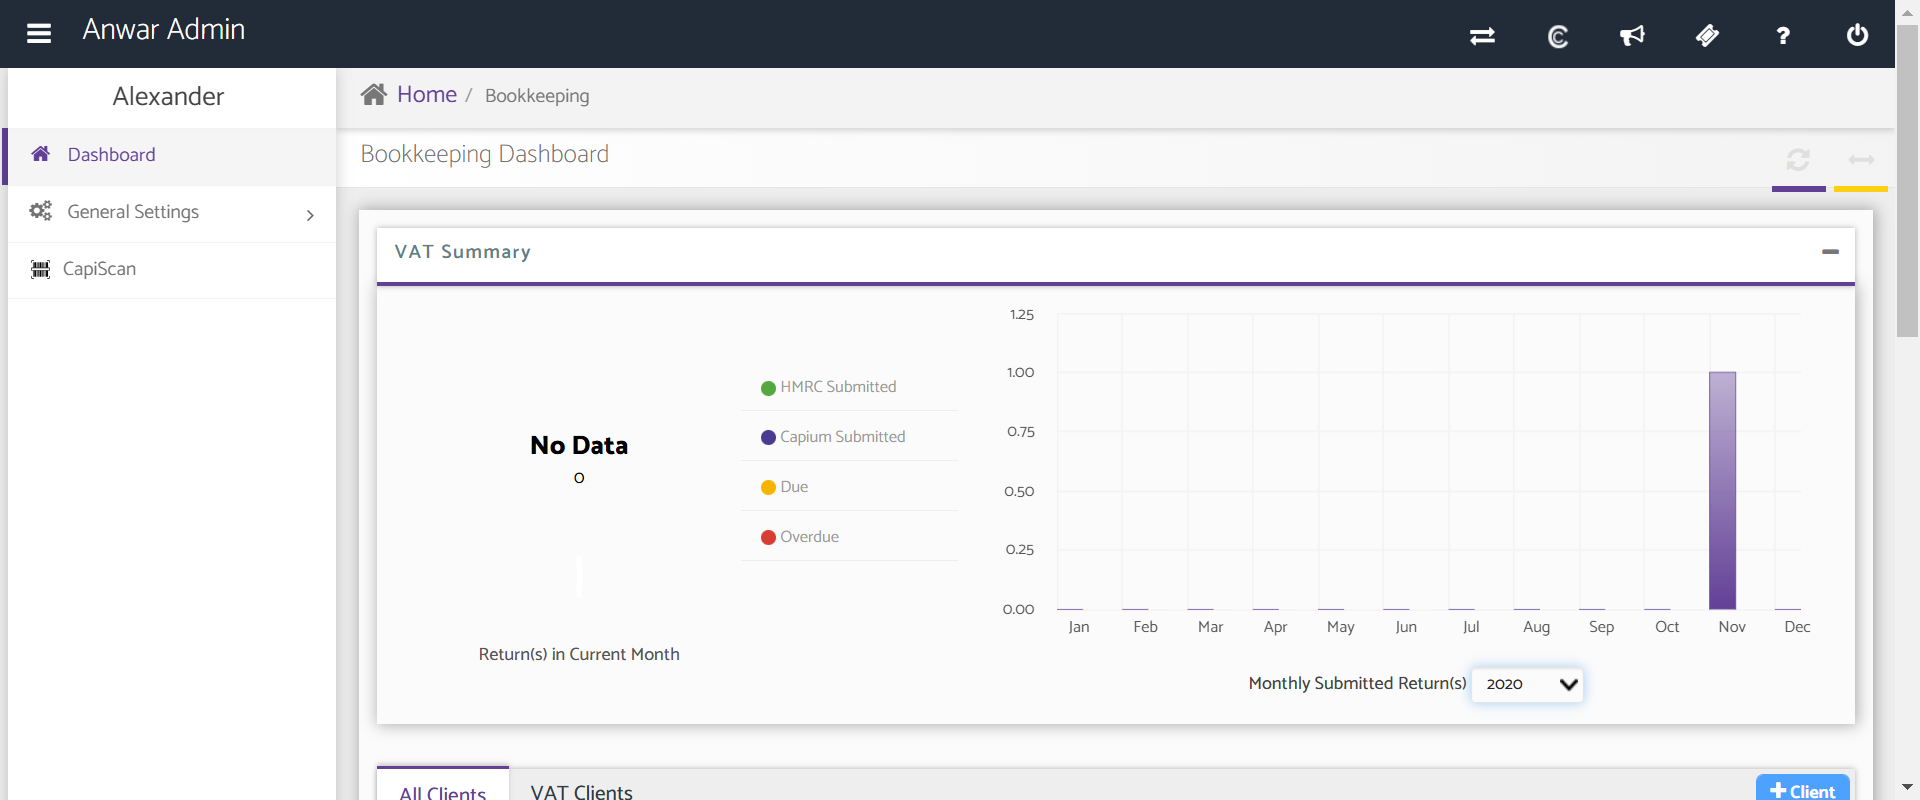 Anwar Admin
?
Alexander
Home / Bookkeeping
Dashboard
Bookkeeping Dashboard
General Settings
CapiScan
VAT Summary
No Data
0
Return(s) in Current Month
HMRC Submitted
Capium Submitted
Due
Overdue
1.25
1.00
0.75
0.50
0.25
0.00
Jan Feb Mar Apr May Jun Jul Aug Sep Oct Nov Dec
Monthly Submitted Return(s) 2020
All Clients VAT Clients
+ Client